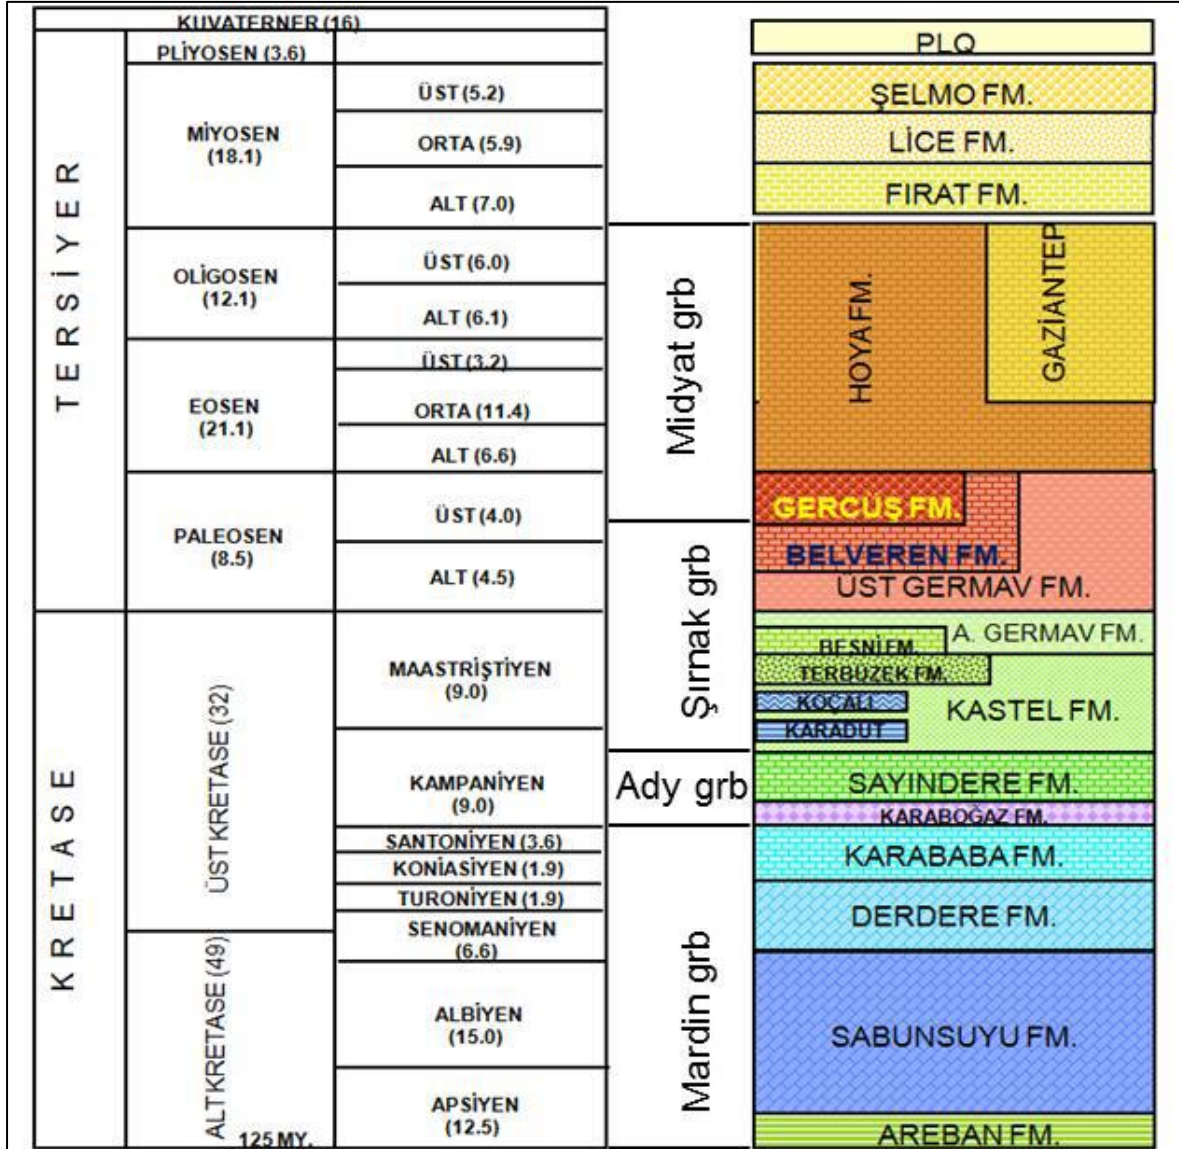 KUVATERNER (16)
TERSİYER
PLİYOSEN (3.6)
MİYOSEN
(18.1)
ÜST (5.2)
ORTA (5.9)
ALT (7.0)
OLİGOSEN
(12.1)
ÜST (6.0)
ALT (6.1)
EOSEN
(21.1)
ÜST (3.2)
ORTA (11.4)
ALT (6.6)
PALEOSEN
(8.5)
ÜST (4.0)
ALT (4.5)
KRETASE
ÜST KRETASE (32)
MAASTRİŞTİYEN
(9.0)
KAMPANİYEN
(9.0)
SANTONİYEN (3.6)
KONİASİYEN (1.9)
TURONİYEN (1.9)
SENOMANİYEN
(6.6)
ALT KRETASE (49)
ALBİYEN
(15.0)
APSİYEN
(12.5)
125 MY.
Midyat grb
Şırnak grb
Ady grb
Mardin grb
PLQ
ŞELMO FM.
LİCE FM.
FIRAT FM.
HOYA FM.
GAZİANTEP
GERCÜŞ FM.
BELVEREN FM.
ÜST GERMAV FM.
A. GERMAV FM.
BESNİ FM.
TERBÜZEK FM.
KOÇALİ
KARADUT
KASTEL FM.
SAYINDERE FM.
KARABOĞAZ FM.
KARABABA FM.
DERDERE FM.
SABUNSUYU FM.
AREBAN FM.